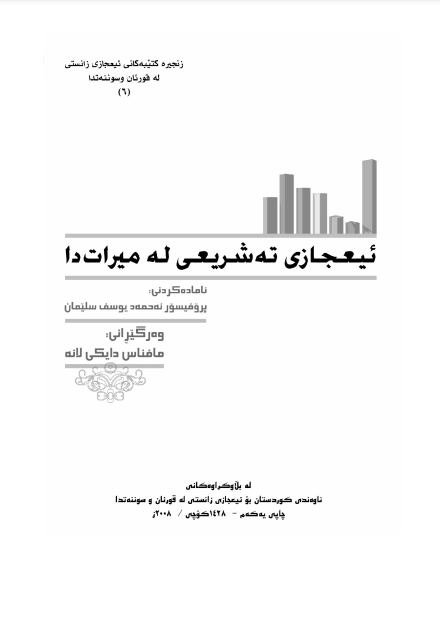 زنجیرە کتێبەکانی ئیعجازی زانستی
لە قورئان وسوننەتدا
(٦)
ئیعجازی تەشریعی لە میراتدا
ئامادەکردنی:
پرۆفیسۆر ئەحمەد یوسف سلێمان
وەرگێڕانی:
مافناس دایکی لانە
لە بڵاوکراوەکانی
ناوەندی کوردستان بۆ ئیعجازی زانستی لە قورئان و سوننەتدا
چاپی یەکەم - ١٤٢٨کۆچی / ٢٠٠٨ز